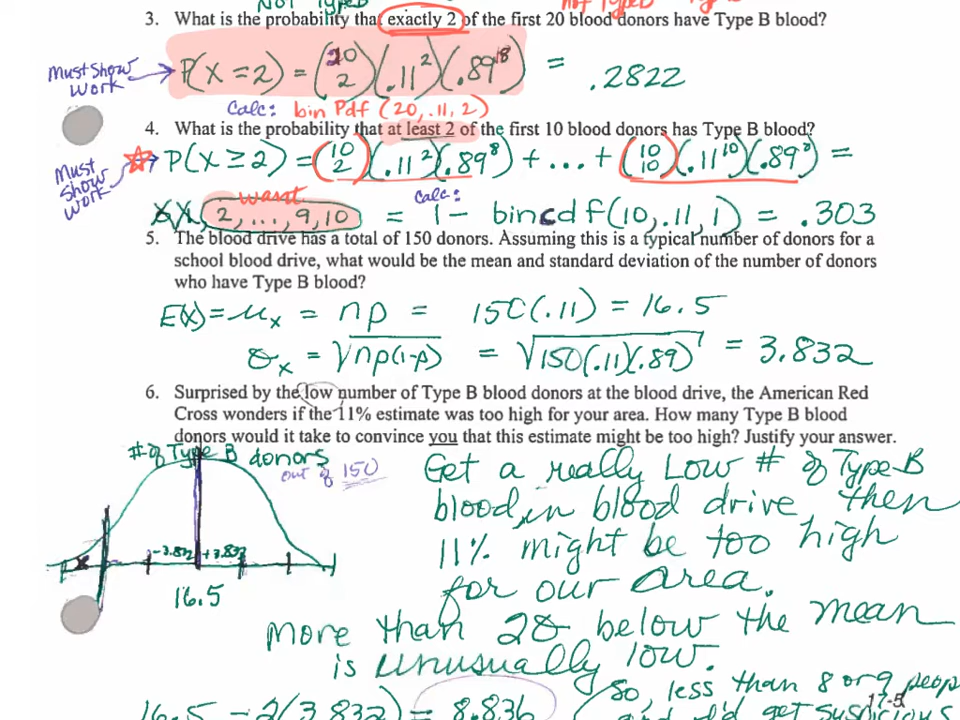 3. What is the probability that exactly 2 of the first 20 blood donors have Type B blood?
Must Show work → P(X = 2) = (20 2)(.11²)(.89¹⁸) = .2822
Calc: bin Pdf (20, .11, 2)
4. What is the probability that at least 2 of the first 10 blood donors has Type B blood?
Must Show work → P(X ≥ 2) = (10 2)(.11²)(.89⁸) + ... + (10 10)(.11¹⁰)(.89⁰) =
want
2, ..., 9, 10 = 1 - bincdf(10, .11, 1) = .303
Calc:
5. The blood drive has a total of 150 donors. Assuming this is a typical number of donors for a
school blood drive, what would be the mean and standard deviation of the number of donors
who have Type B blood?
E(X) = μx = np = 150(.11) = 16.5
σx = √np(1-p) = √150(.11)(.89) = 3.832
6. Surprised by the low number of Type B blood donors at the blood drive, the American Red
Cross wonders if the 11% estimate was too high for your area. How many Type B blood
donors would it take to convince you that this estimate might be too high? Justify your answer.
# of Type B donors
out of 150
-3.832 +3.832
16.5
Get a really Low # of Type-B
blood in blood drive, then
11% might be too high
for our area.
More than 2σ below the mean
is unusually low.
16.5 - 2(3.832) = 8.836
So, less than 8 or 9 peop
17-5